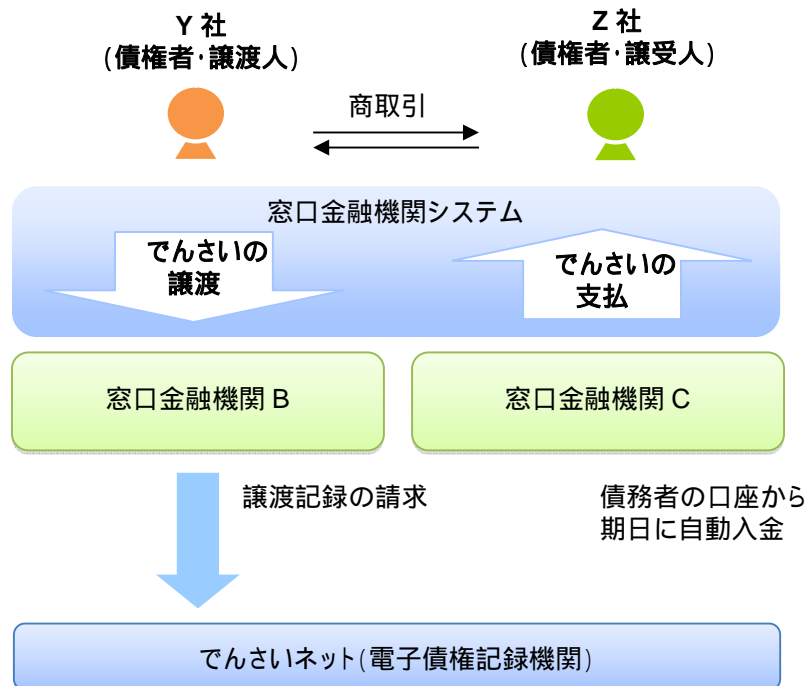 Y 社
(債権者･譲渡人)
Z 社
(債権者･譲受人)
商取引
窓口金融機関システム
でんさいの
譲渡
でんさいの
支払
窓口金融機関 B
窓口金融機関 C
譲渡記録の請求
債務者の口座から
期日に自動入金
でんさいネット(電子債権記録機関)